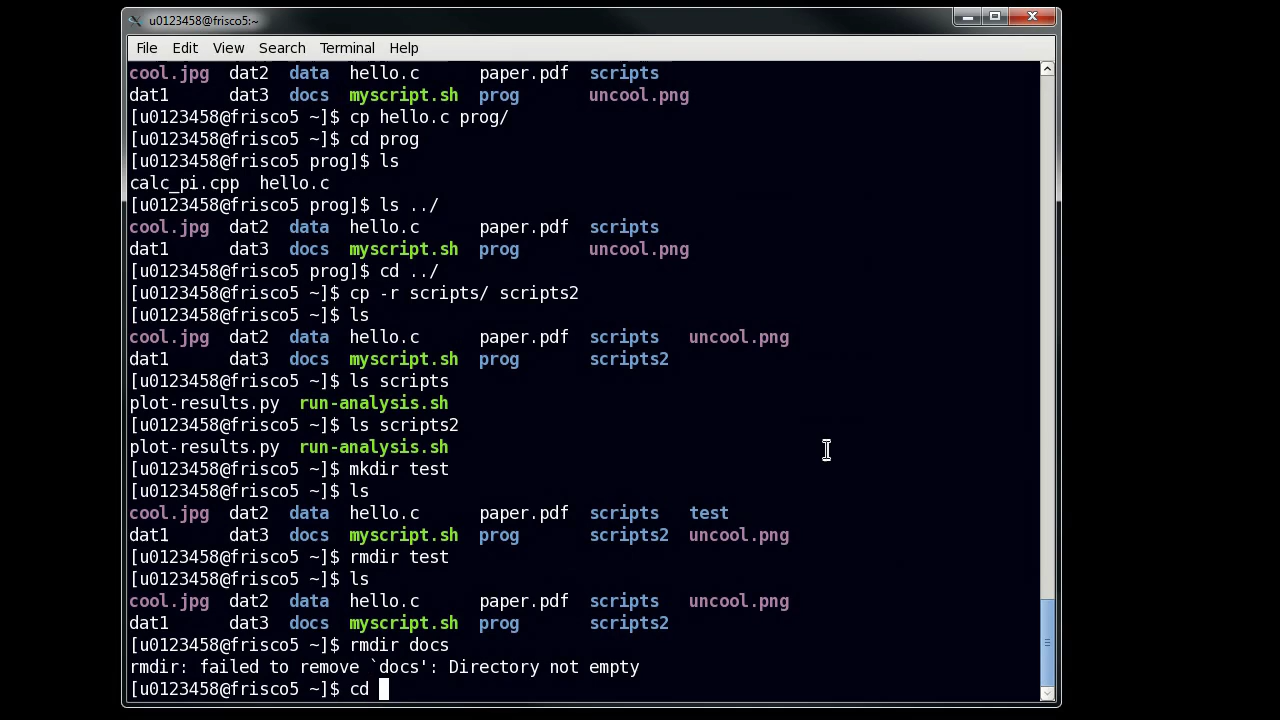 u0123458@frisco5:~
File Edit View Search Terminal Help
cool.jpg dat2 data hello.c paper.pdf scripts
dat1 dat3 docs myscript.sh prog uncool.png
[u0123458@frisco5 ~]$ cp hello.c prog/
[u0123458@frisco5 ~]$ cd prog
[u0123458@frisco5 prog]$ ls
calc_pi.cpp hello.c
[u0123458@frisco5 prog]$ ls ../
cool.jpg dat2 data hello.c paper.pdf scripts
dat1 dat3 docs myscript.sh prog uncool.png
[u0123458@frisco5 prog]$ cd ../
[u0123458@frisco5 ~]$ cp -r scripts/ scripts2
[u0123458@frisco5 ~]$ ls
cool.jpg dat2 data hello.c paper.pdf scripts uncool.png
dat1 dat3 docs myscript.sh prog scripts2
[u0123458@frisco5 ~]$ ls scripts
plot-results.py run-analysis.sh
[u0123458@frisco5 ~]$ ls scripts2
plot-results.py run-analysis.sh
[u0123458@frisco5 ~]$ mkdir test
[u0123458@frisco5 ~]$ ls
cool.jpg dat2 data hello.c paper.pdf scripts test
dat1 dat3 docs myscript.sh prog scripts2 uncool.png
[u0123458@frisco5 ~]$ rmdir test
[u0123458@frisco5 ~]$ ls
cool.jpg dat2 data hello.c paper.pdf scripts uncool.png
dat1 dat3 docs myscript.sh prog scripts2
[u0123458@frisco5 ~]$ rmdir docs
rmdir: failed to remove `docs': Directory not empty
[u0123458@frisco5 ~]$ cd